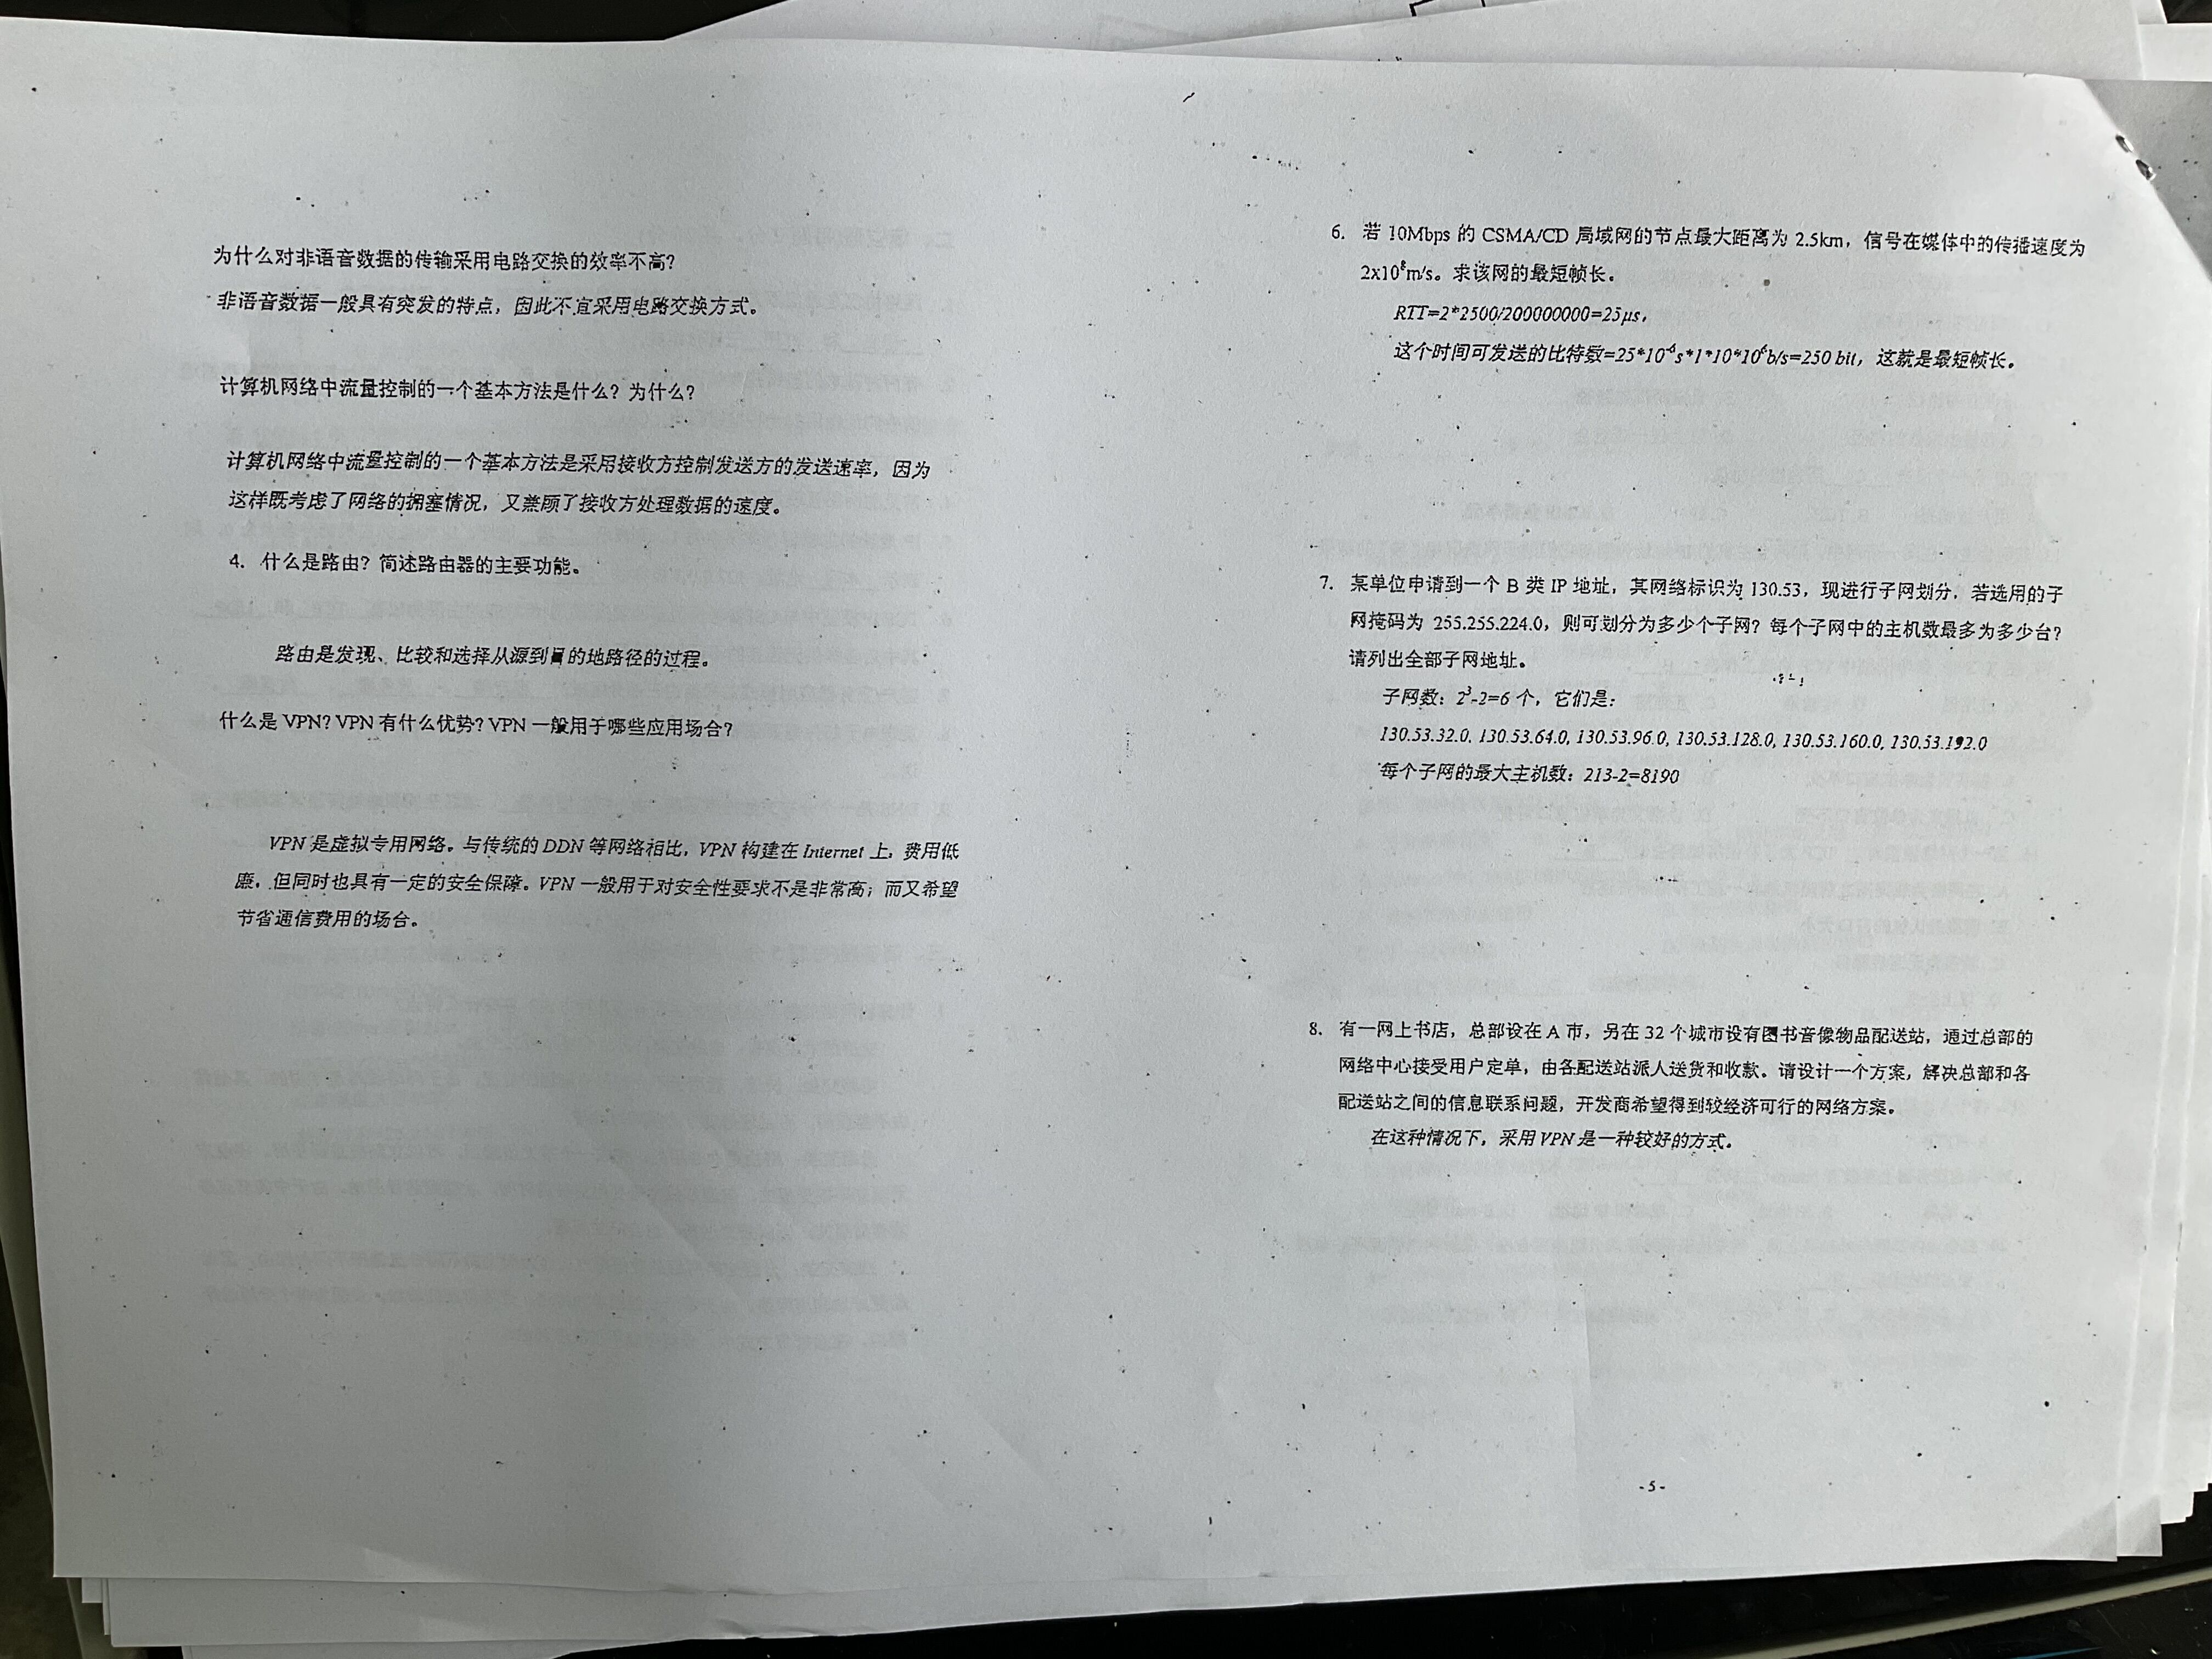 为什么对非语音数据的传输采用电路交换的效率不高?
非语音数据一般具有突发的特点，因此不宜采用电路交换方式。
计算机网络中流量控制的一个基本方法是什么？为什么?
计算机网络中流量控制的一个基本方法是采用接收方控制发送方的发送速率，因为
这样既考虑了网络的拥塞情况，又兼顾了接收方处理数据的速度。
4. 什么是路由？简述路由器的主要功能。
路由是发现、比较和选择从源到目的地路径的过程。
什么是 VPN? VPN 有什么优势? VPN 一般用于哪些应用场合?
VPN 是虚拟专用网络。与传统的 DDN 等网络相比，VPN 构建在 Internet 上，费用低
廉，但同时也具有一定的安全保障。VPN 一般用于对安全性要求不是非常高；而又希望
节省通信费用的场合。
6. 若 10Mbps 的 CSMA/CD 局域网的节点最大距离为 2.5km，信号在媒体中的传播速度为
2x10⁸m/s。求该网的最短帧长。
RTT=2*2500/200000000=25μs，
这个时间可发送的比特数=25*10⁻⁶s*1*10*10⁶b/s=250 bit，这就是最短帧长。
7. 某单位申请到一个 B 类 IP 地址，其网络标识为 130.53，现进行子网划分，若选用的子
网掩码为 255.255.224.0，则可划分为多少个子网？每个子网中的主机数最多为多少台?
请列出全部子网地址。
子网数：2³-2=6 个，它们是：
130.53.32.0, 130.53.64.0, 130.53.96.0, 130.53.128.0, 130.53.160.0, 130.53.192.0
每个子网的最大主机数：213-2=8190
8. 有一网上书店，总部设在 A 市，另在 32 个城市设有图书音像物品配送站，通过总部的
网络中心接受用户定单，由各配送站派人送货和收款。请设计一个方案，解决总部和各
配送站之间的信息联系问题，开发商希望得到较经济可行的网络方案。
在这种情况下，采用 VPN 是一种较好的方式。
- 5 -